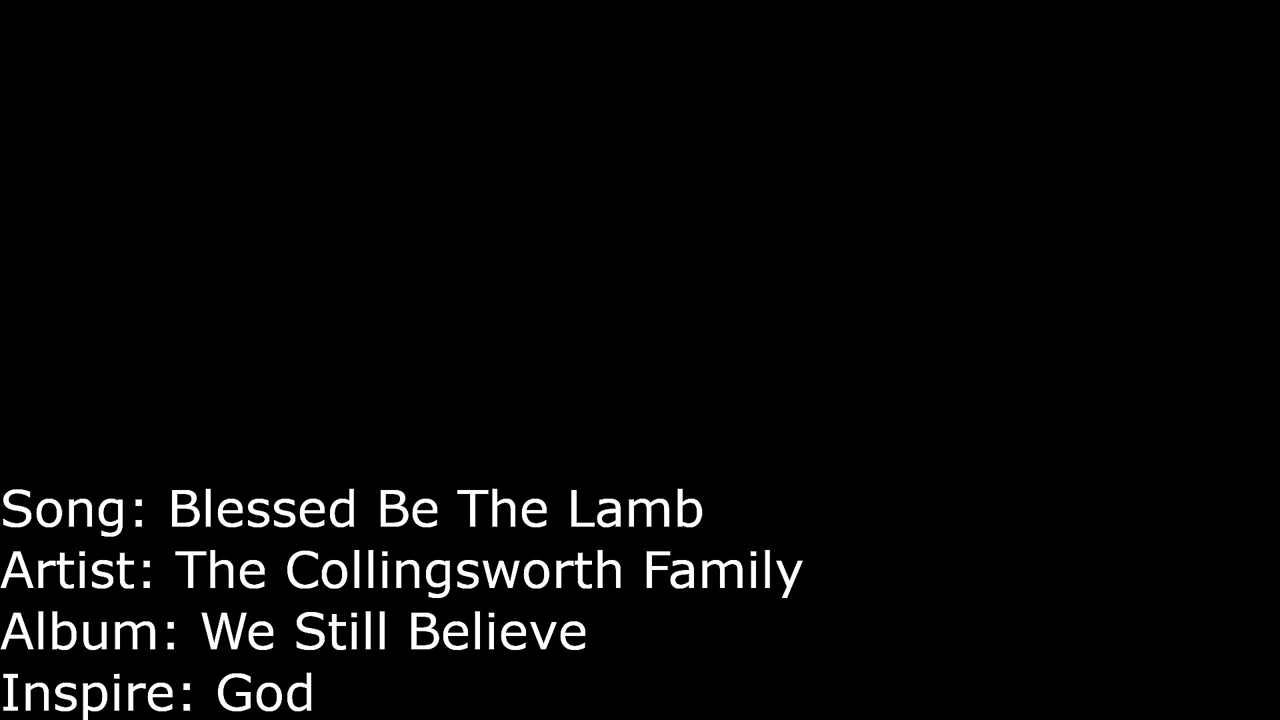 Song: Blessed Be The Lamb
Artist: The Collingsworth Family
Album: We Still Believe
Inspire: God